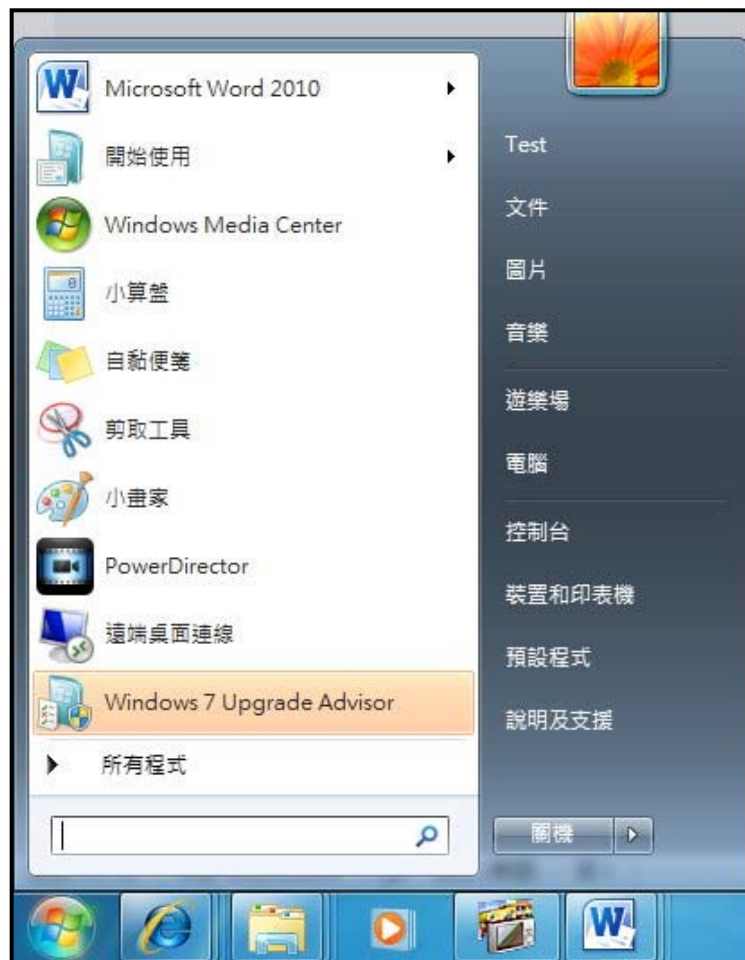 Microsoft Word 2010
開始使用
Windows Media Center
小算盤
自黏便箋
剪取工具
小畫家
PowerDirector
遠端桌面連線
Windows 7 Upgrade Advisor
所有程式
Test
文件
圖片
音樂
遊樂場
電腦
控制台
裝置和印表機
預設程式
說明及支援
關機